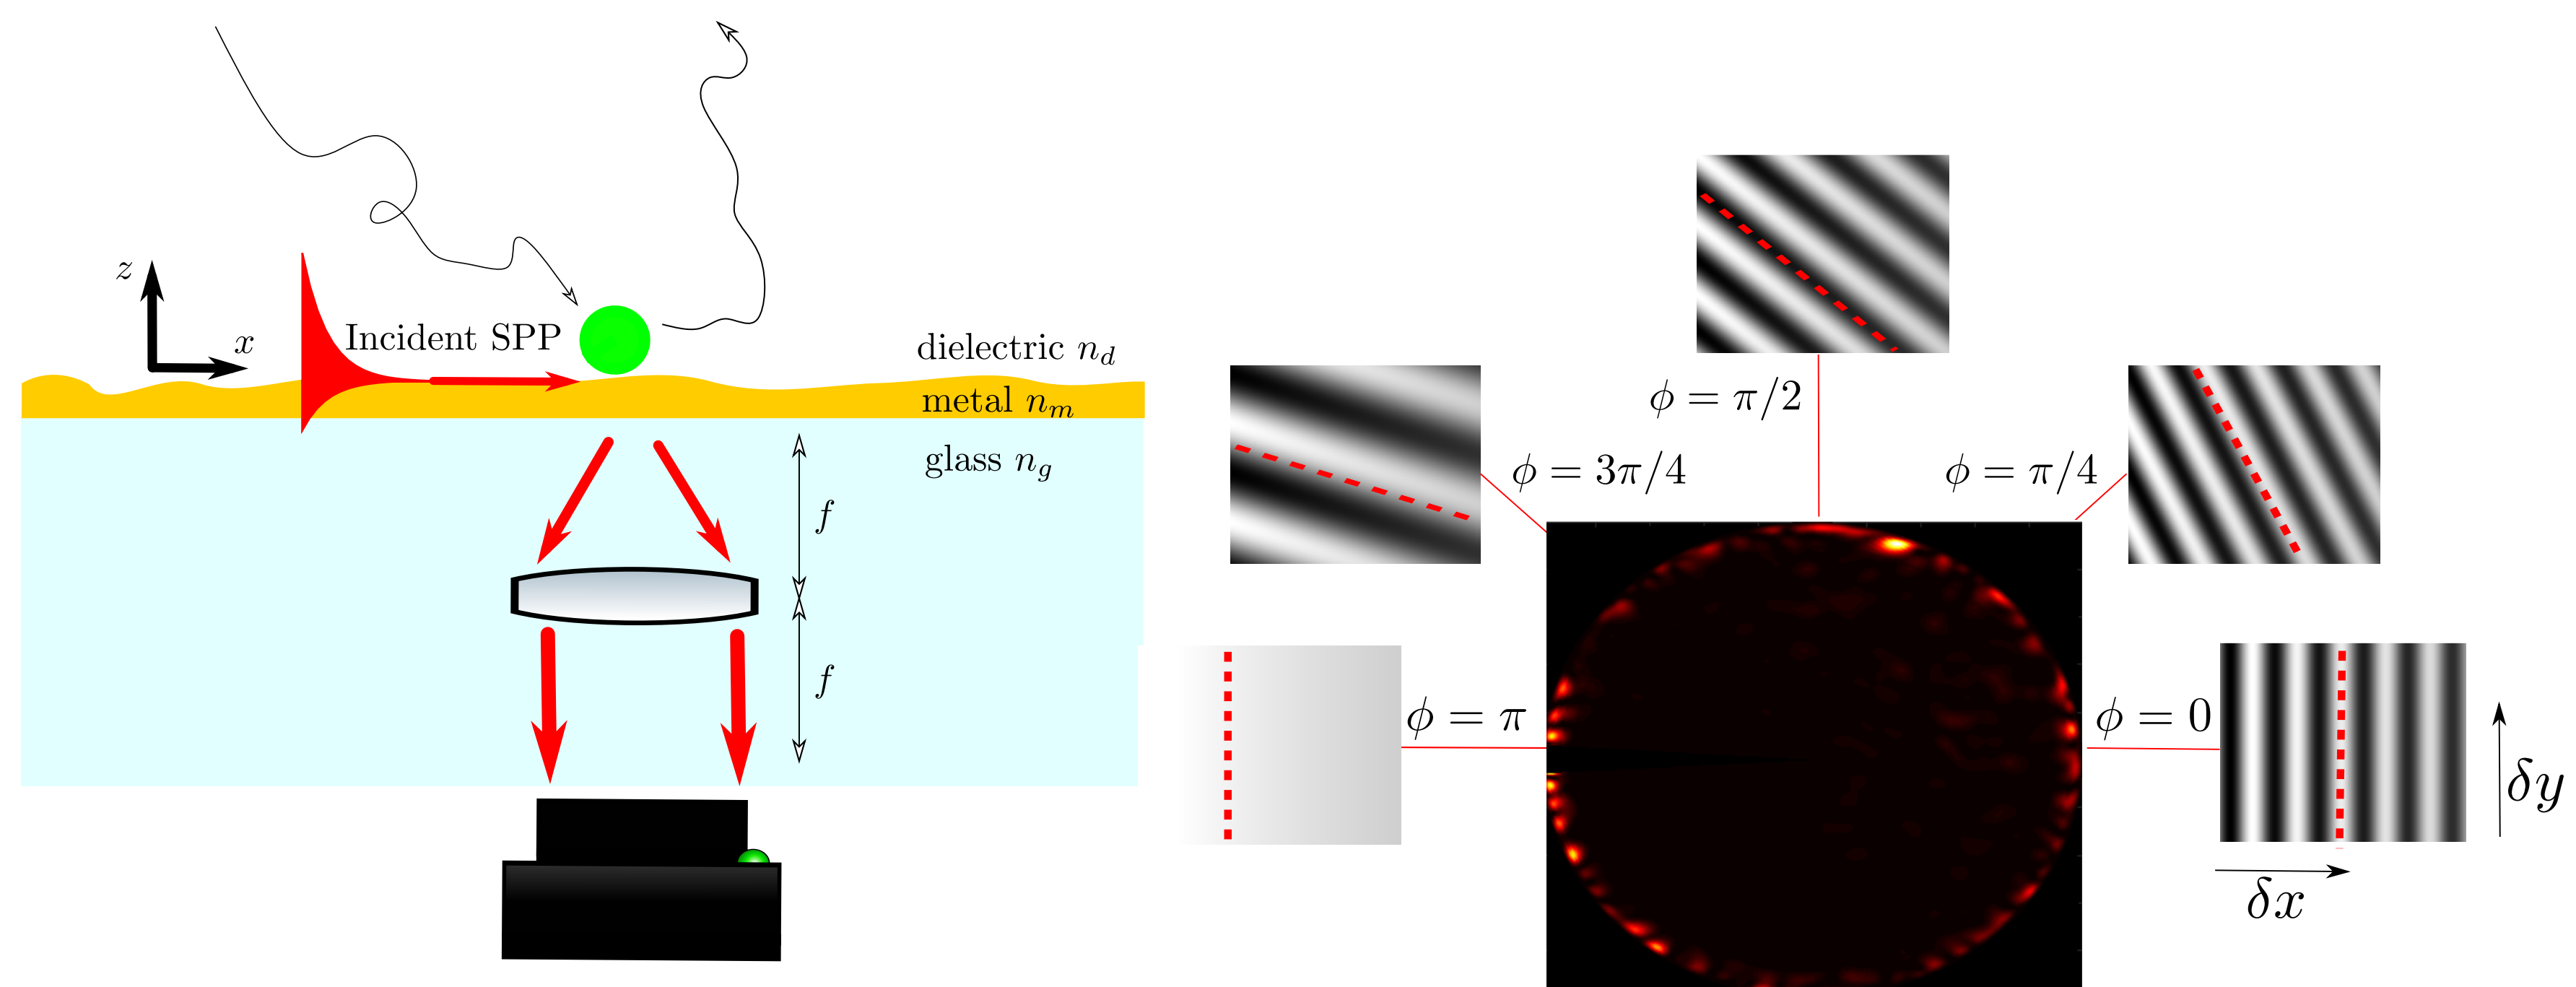 z
x
Incident SPP
dielectric n_d
metal n_m
glass n_g
f
f
ϕ = π/2
ϕ = 3π/4
ϕ = π/4
ϕ = π
ϕ = 0
δy
δx